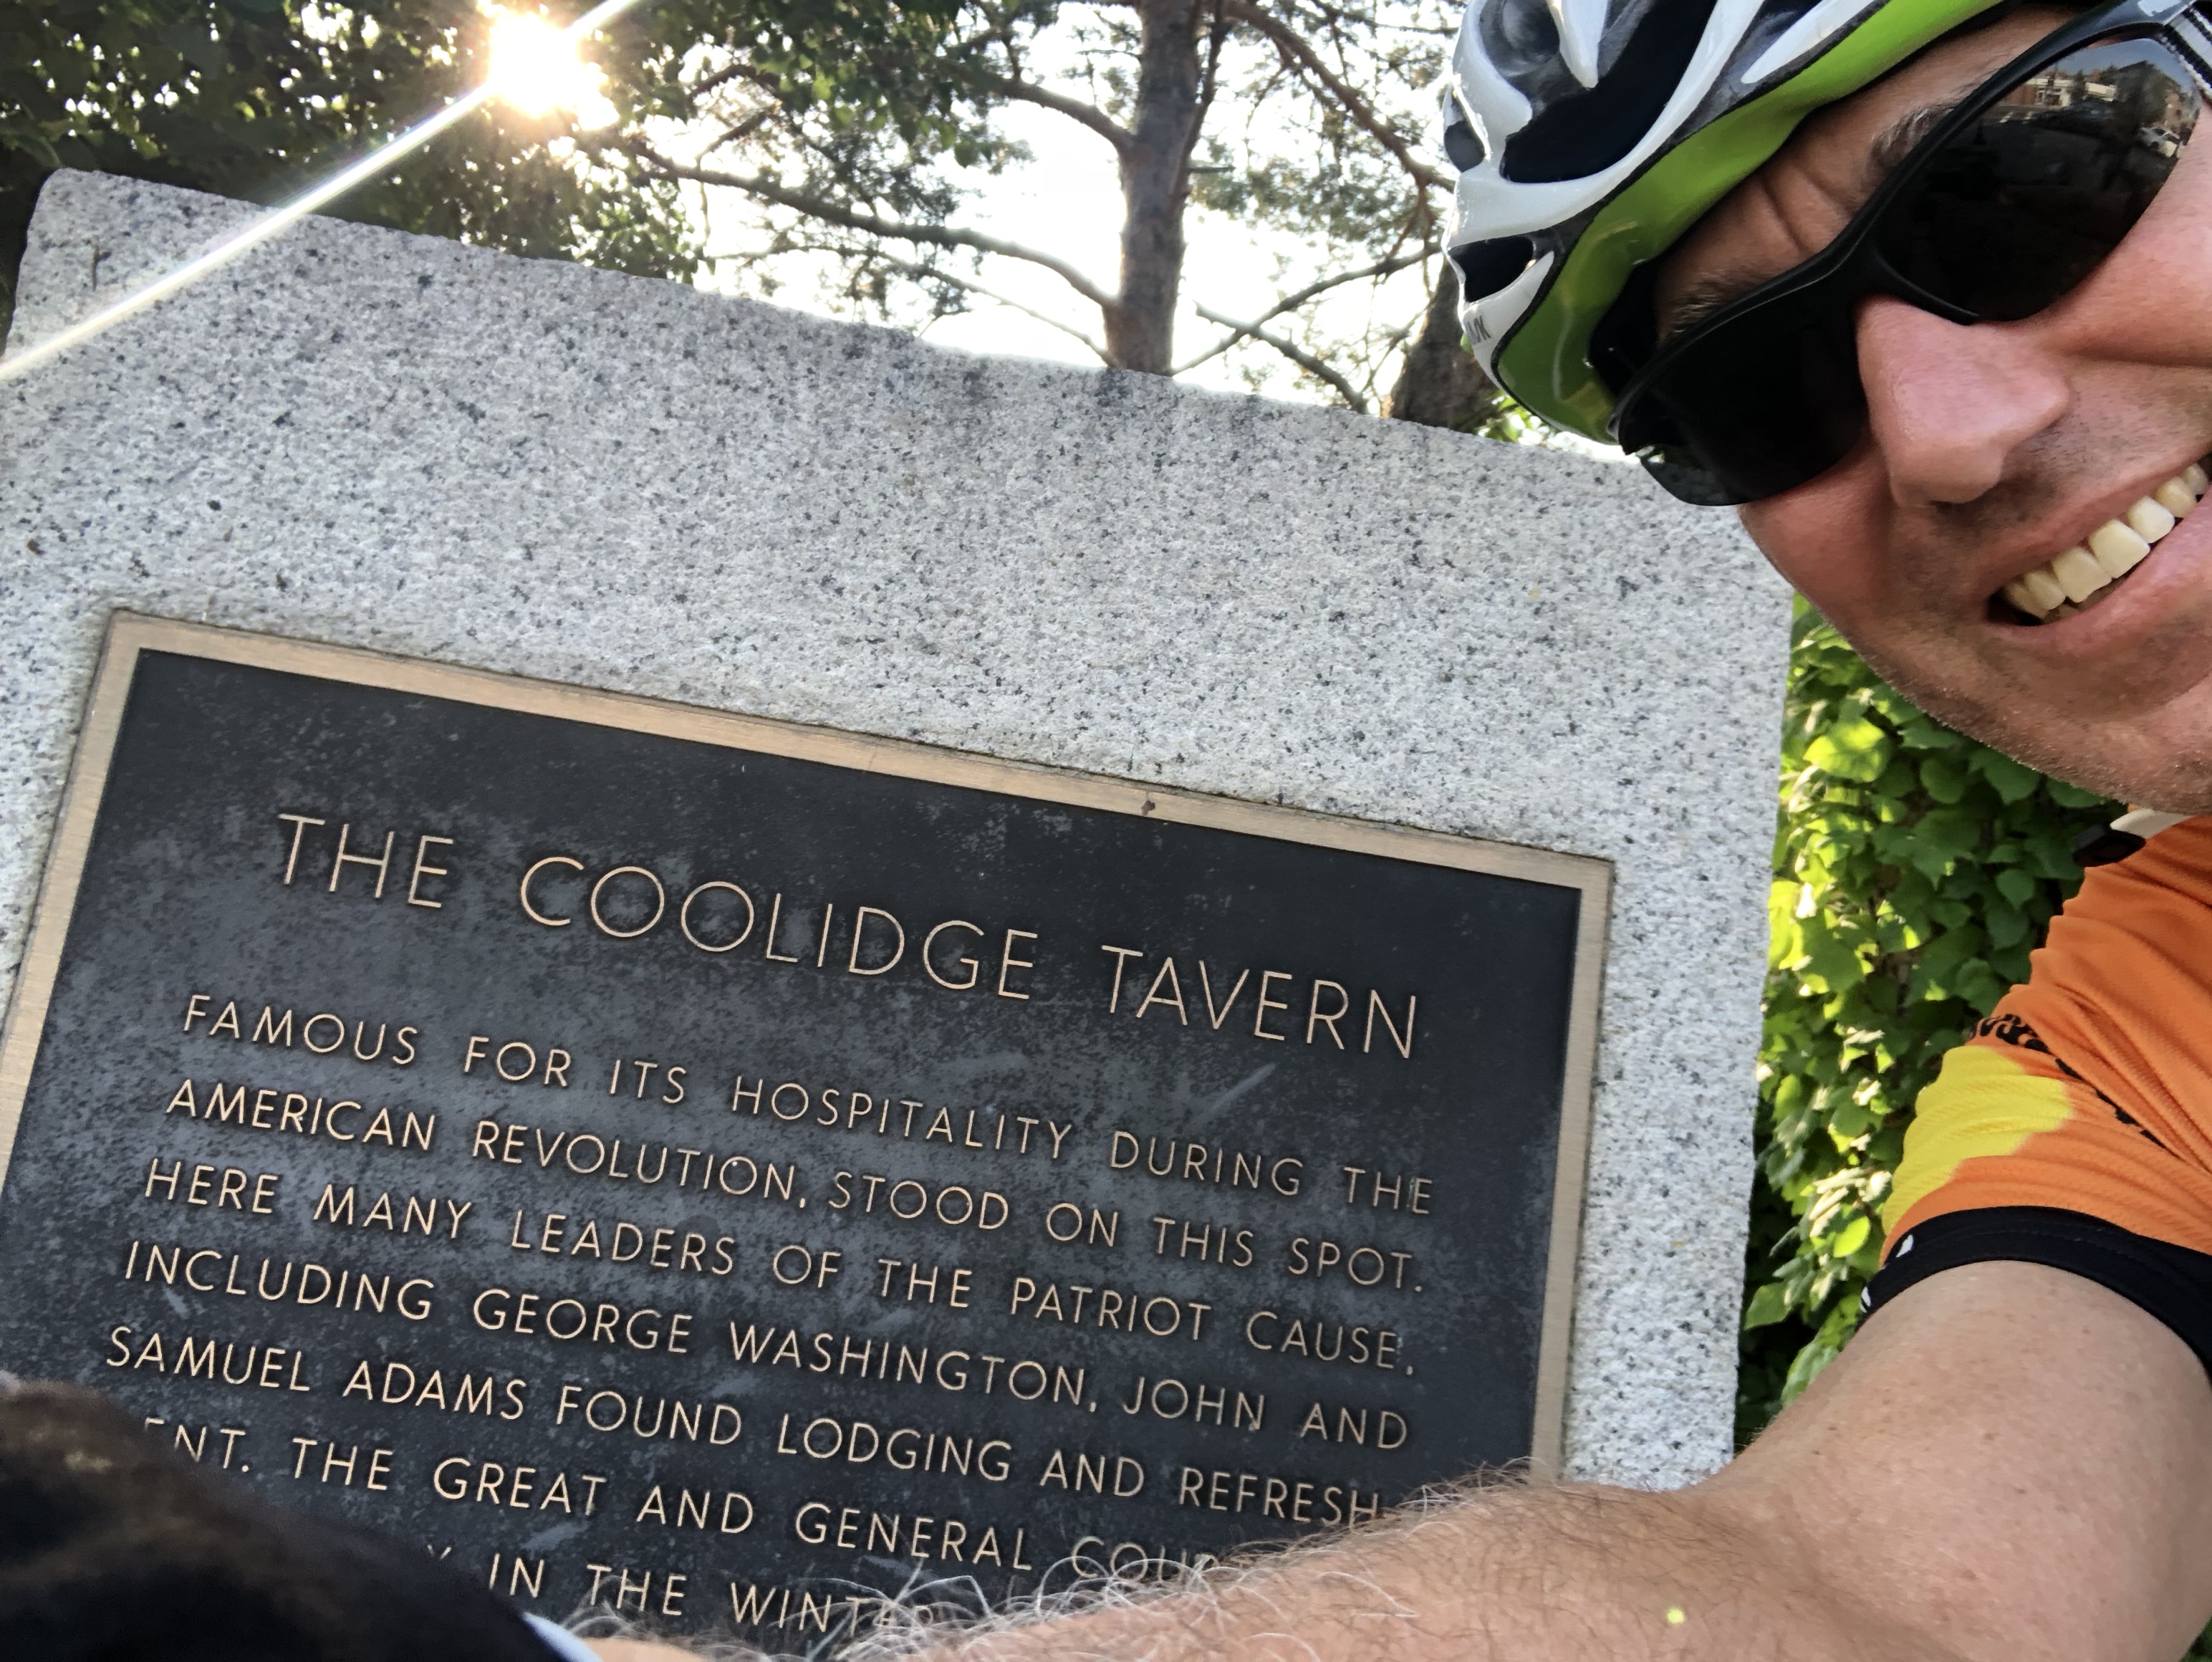 THE COOLIDGE TAVERN
FAMOUS FOR ITS HOSPITALITY DURING THE
AMERICAN REVOLUTION, STOOD ON THIS SPOT.
HERE MANY LEADERS OF THE PATRIOT CAUSE,
INCLUDING GEORGE WASHINGTON, JOHN AND
SAMUEL ADAMS FOUND LODGING AND REFRESH-
ENT. THE GREAT AND GENERAL COU
IN THE WINTER